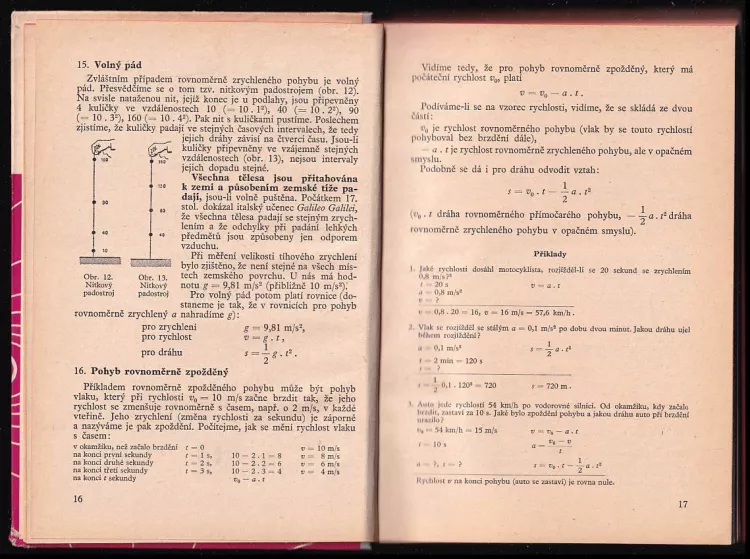 15. Volný pád
Zvláštním případem rovnoměrně zrychleného pohybu je volný
pád. Přesvědčíme se o tom tzv. nitkovým padostrojem (obr. 12).
Na svisle nataženou nit, jejíž konec je u podlahy, jsou připevněny
4 kuličky ve vzdálenostech 10 (= 10 . 1²), 40 (= 10 . 2²), 90
(= 10 . 3²), 160 (= 10 . 4²). Pak nit s kuličkami pustíme. Poslechem
zjistíme, že kuličky padají ve stejných časových intervalech, že tedy
jejich dráhy závisí na čtverci času. Jsou-li
kuličky připevněny ve vzájemně stejných
vzdálenostech (obr. 13), nejsou intervaly
jejich dopadu stejné.
Všechna tělesa jsou přitahována
k zemi a působením zemské tíže pa-
dají, jsou-li volně puštěna. Počátkem 17.
stol. dokázal italský učenec Galileo Galilei,
že všechna tělesa padají se stejným zrych-
lením a že odchylky při padání lehkých
předmětů jsou způsobeny jen odporem
vzduchu.
Při měření velikosti tíhového zrychlení
bylo zjištěno, že není stejné na všech mís-
tech zemského povrchu. U nás má hod-
notu g = 9,81 m/s² (přibližně 10 m/s²).
Pro volný pád potom platí rovnice (do-
staneme je tak, že v rovnicích pro pohyb
rovnoměrně zrychlený a nahradíme g):
160
90
40
10
160
120
80
40
Obr. 12. Obr. 13.
Nitkový Nitkový
padostroj padostroj
pro zrychlení g = 9,81 m/s²,
pro rychlost v = g . t ,
pro dráhu s = 1/2 g . t² .
16. Pohyb rovnoměrně zpožděný
Příkladem rovnoměrně zpožděného pohybu může být pohyb
vlaku, který při rychlosti v₀ = 10 m/s začne brzdit tak, že jeho
rychlost se zmenšuje rovnoměrně s časem, např. o 2 m/s, v každé
vteřině. Jeho zrychlení (změna rychlosti za sekundu) je záporné
a nazýváme je pak zpoždění. Počítejme, jak se mění rychlost vlaku
s časem:
v okamžiku, než začalo brzdění t = 0 v = 10 m/s
na konci první sekundy t = 1 s, 10 — 2 . 1 = 8 v = 8 m/s
na konci druhé sekundy t = 2 s, 10 — 2 . 2 = 6 v = 6 m/s
na konci třetí sekundy t = 3 s, 10 — 2 . 3 = 4 v = 4 m/s
na konci t sekundy v₀ — a . t
16
Vidíme tedy, že pro pohyb rovnoměrně zpožděný, který má
počáteční rychlost v₀, platí
v = v₀ — a . t .
Podíváme-li se na vzorec rychlosti, vidíme, že se skládá ze dvou
částí:
v₀ je rychlost rovnoměrného pohybu (vlak by se touto rychlostí
pohyboval bez brzdění dále),
— a . t je rychlost rovnoměrně zrychleného pohybu, ale v opačném
smyslu.
Podobně se dá i pro dráhu odvodit vztah:
s = v₀ . t — 1/2 a . t²
(v₀ . t dráha rovnoměrného přímočarého pohybu, — 1/2 a . t² dráha
rovnoměrně zrychleného pohybu v opačném smyslu).
Příklady
1. Jaké rychlosti dosáhl motocyklista, rozjížděl-li se 20 sekund se zrychlením
0,8 m/s²?
t = 20 s v = a . t
a = 0,8 m/s²
v = ?
v = 0,8 . 20 = 16, v = 16 m/s = 57,6 km/h .
2. Vlak se rozjížděl se stálým a = 0,1 m/s² po dobu dvou minut. Jakou dráhu ujel
během rozjíždění?
a = 0,1 m/s² s = 1/2 a . t²
t = 2 min = 120 s
s = ?
s = 1/2 0,1 . 120² = 720 s = 720 m .
3. Auto jede rychlostí 54 km/h po vodorovné silnici. Od okamžiku, kdy začalo
brzdit, zastaví za 10 s. Jaké bylo zpoždění pohybu a jakou dráhu auto při brzdění
urazilo?
v₀ = 54 km/h = 15 m/s v = v₀ — a . t
t = 10 s a = v₀ — v / t
a = ?, s = ? s = v₀ . t — 1/2 a . t²
Rychlost v na konci pohybu (auto se zastaví) je rovna nule.
17